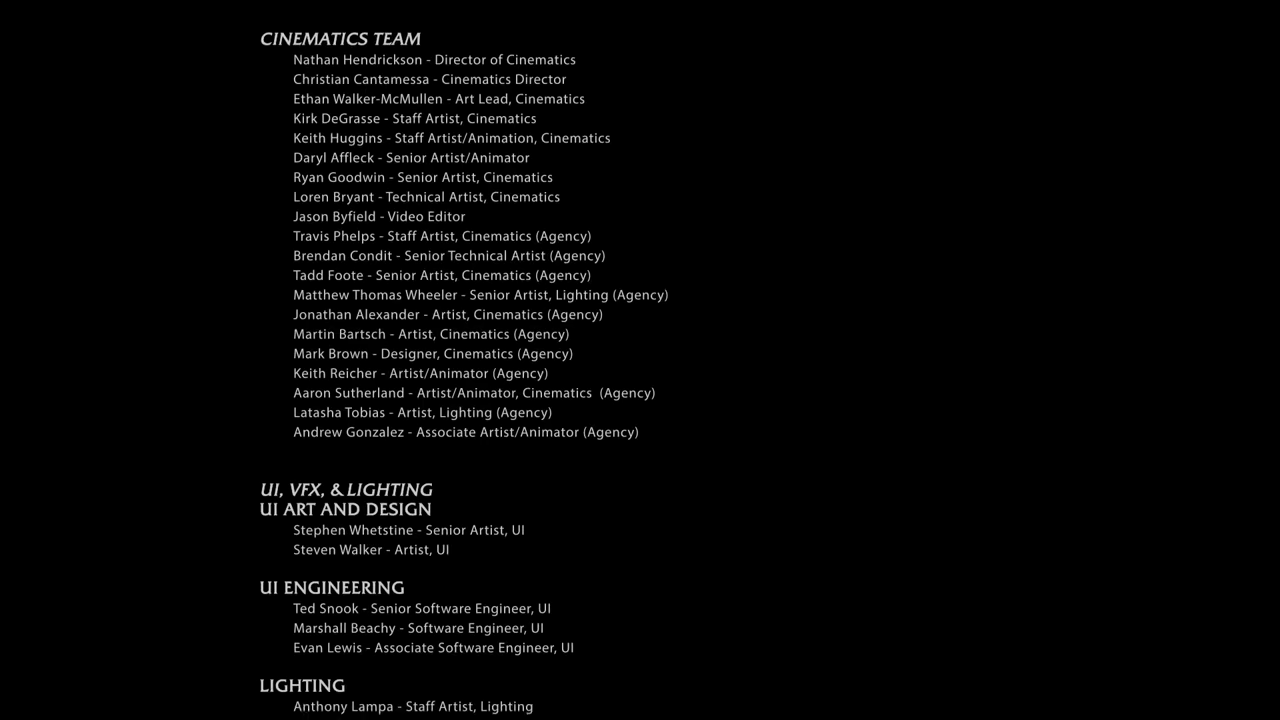 CINEMATICS TEAM
Nathan Hendrickson - Director of Cinematics
Christian Cantamessa - Cinematics Director
Ethan Walker-McMullen - Art Lead, Cinematics
Kirk DeGrasse - Staff Artist, Cinematics
Keith Huggins - Staff Artist/Animation, Cinematics
Daryl Affleck - Senior Artist/Animator
Ryan Goodwin - Senior Artist, Cinematics
Loren Bryant - Technical Artist, Cinematics
Jason Byfield - Video Editor
Travis Phelps - Staff Artist, Cinematics (Agency)
Brendan Condit - Senior Technical Artist (Agency)
Tadd Foote - Senior Artist, Cinematics (Agency)
Matthew Thomas Wheeler - Senior Artist, Lighting (Agency)
Jonathan Alexander - Artist, Cinematics (Agency)
Martin Bartsch - Artist, Cinematics (Agency)
Mark Brown - Designer, Cinematics (Agency)
Keith Reicher - Artist/Animator (Agency)
Aaron Sutherland - Artist/Animator, Cinematics  (Agency)
Latasha Tobias - Artist, Lighting (Agency)
Andrew Gonzalez - Associate Artist/Animator (Agency)
UI, VFX, & LIGHTING
UI ART AND DESIGN
Stephen Whetstine - Senior Artist, UI
Steven Walker - Artist, UI
UI ENGINEERING
Ted Snook - Senior Software Engineer, UI
Marshall Beachy - Software Engineer, UI
Evan Lewis - Associate Software Engineer, UI
LIGHTING
Anthony Lampa - Staff Artist, Lighting